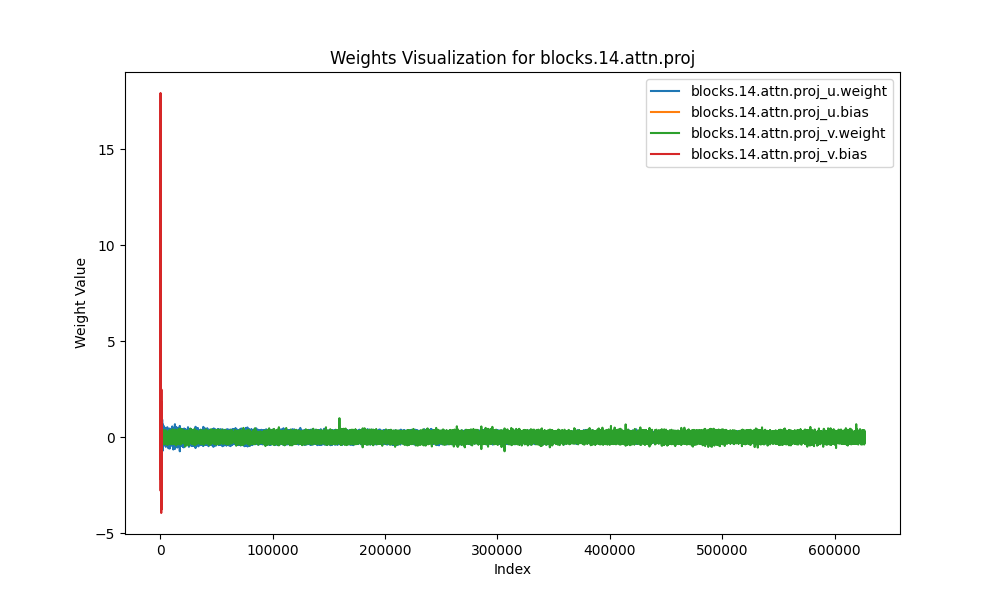 Weights Visualization for blocks.14.attn.proj
blocks.14.attn.proj_u.weight
blocks.14.attn.proj_u.bias
blocks.14.attn.proj_v.weight
blocks.14.attn.proj_v.bias
Weight Value
15
10
5
0
−5
0 100000 200000 300000 400000 500000 600000
Index